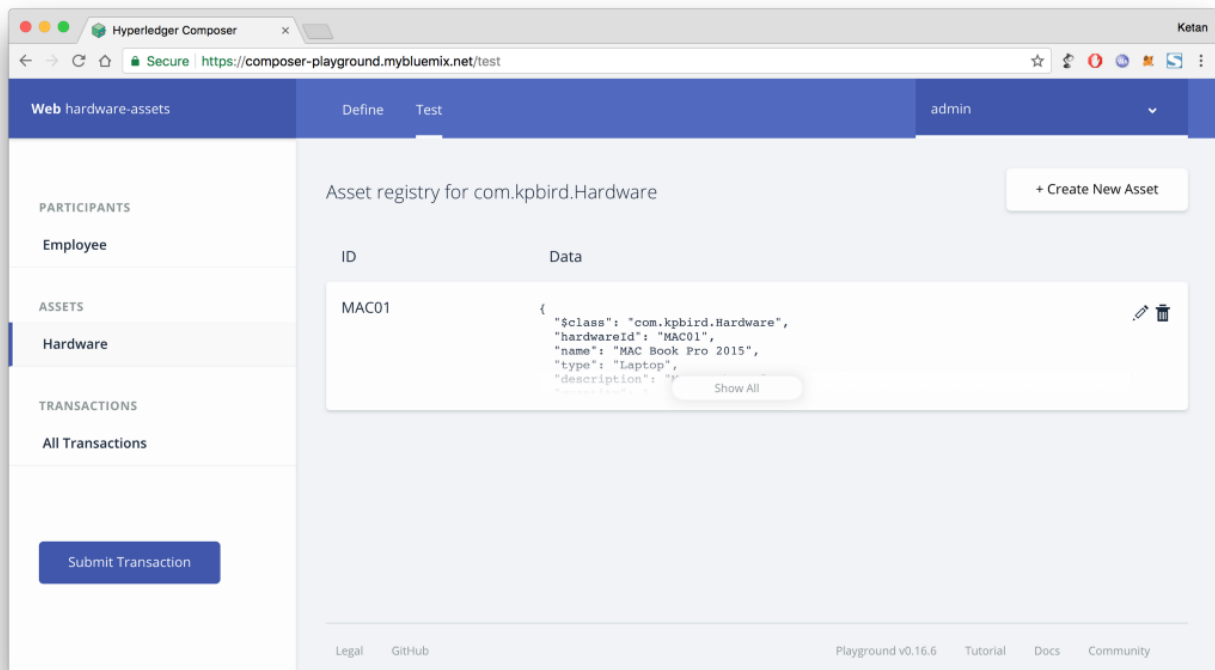 Hyperledger Composer
Ketan
Secure https://composer-playground.mybluemix.net/test
Web hardware-assets
Define Test
admin
PARTICIPANTS
Employee
ASSETS
Hardware
TRANSACTIONS
All Transactions
Submit Transaction
Asset registry for com.kpbird.Hardware
+ Create New Asset
ID Data
MAC01
{
"$class": "com.kpbird.Hardware",
"hardwareId": "MAC01",
"name": "MAC Book Pro 2015",
"type": "Laptop",
"description": "
Show All
Legal GitHub
Playground v0.16.6 Tutorial Docs Community